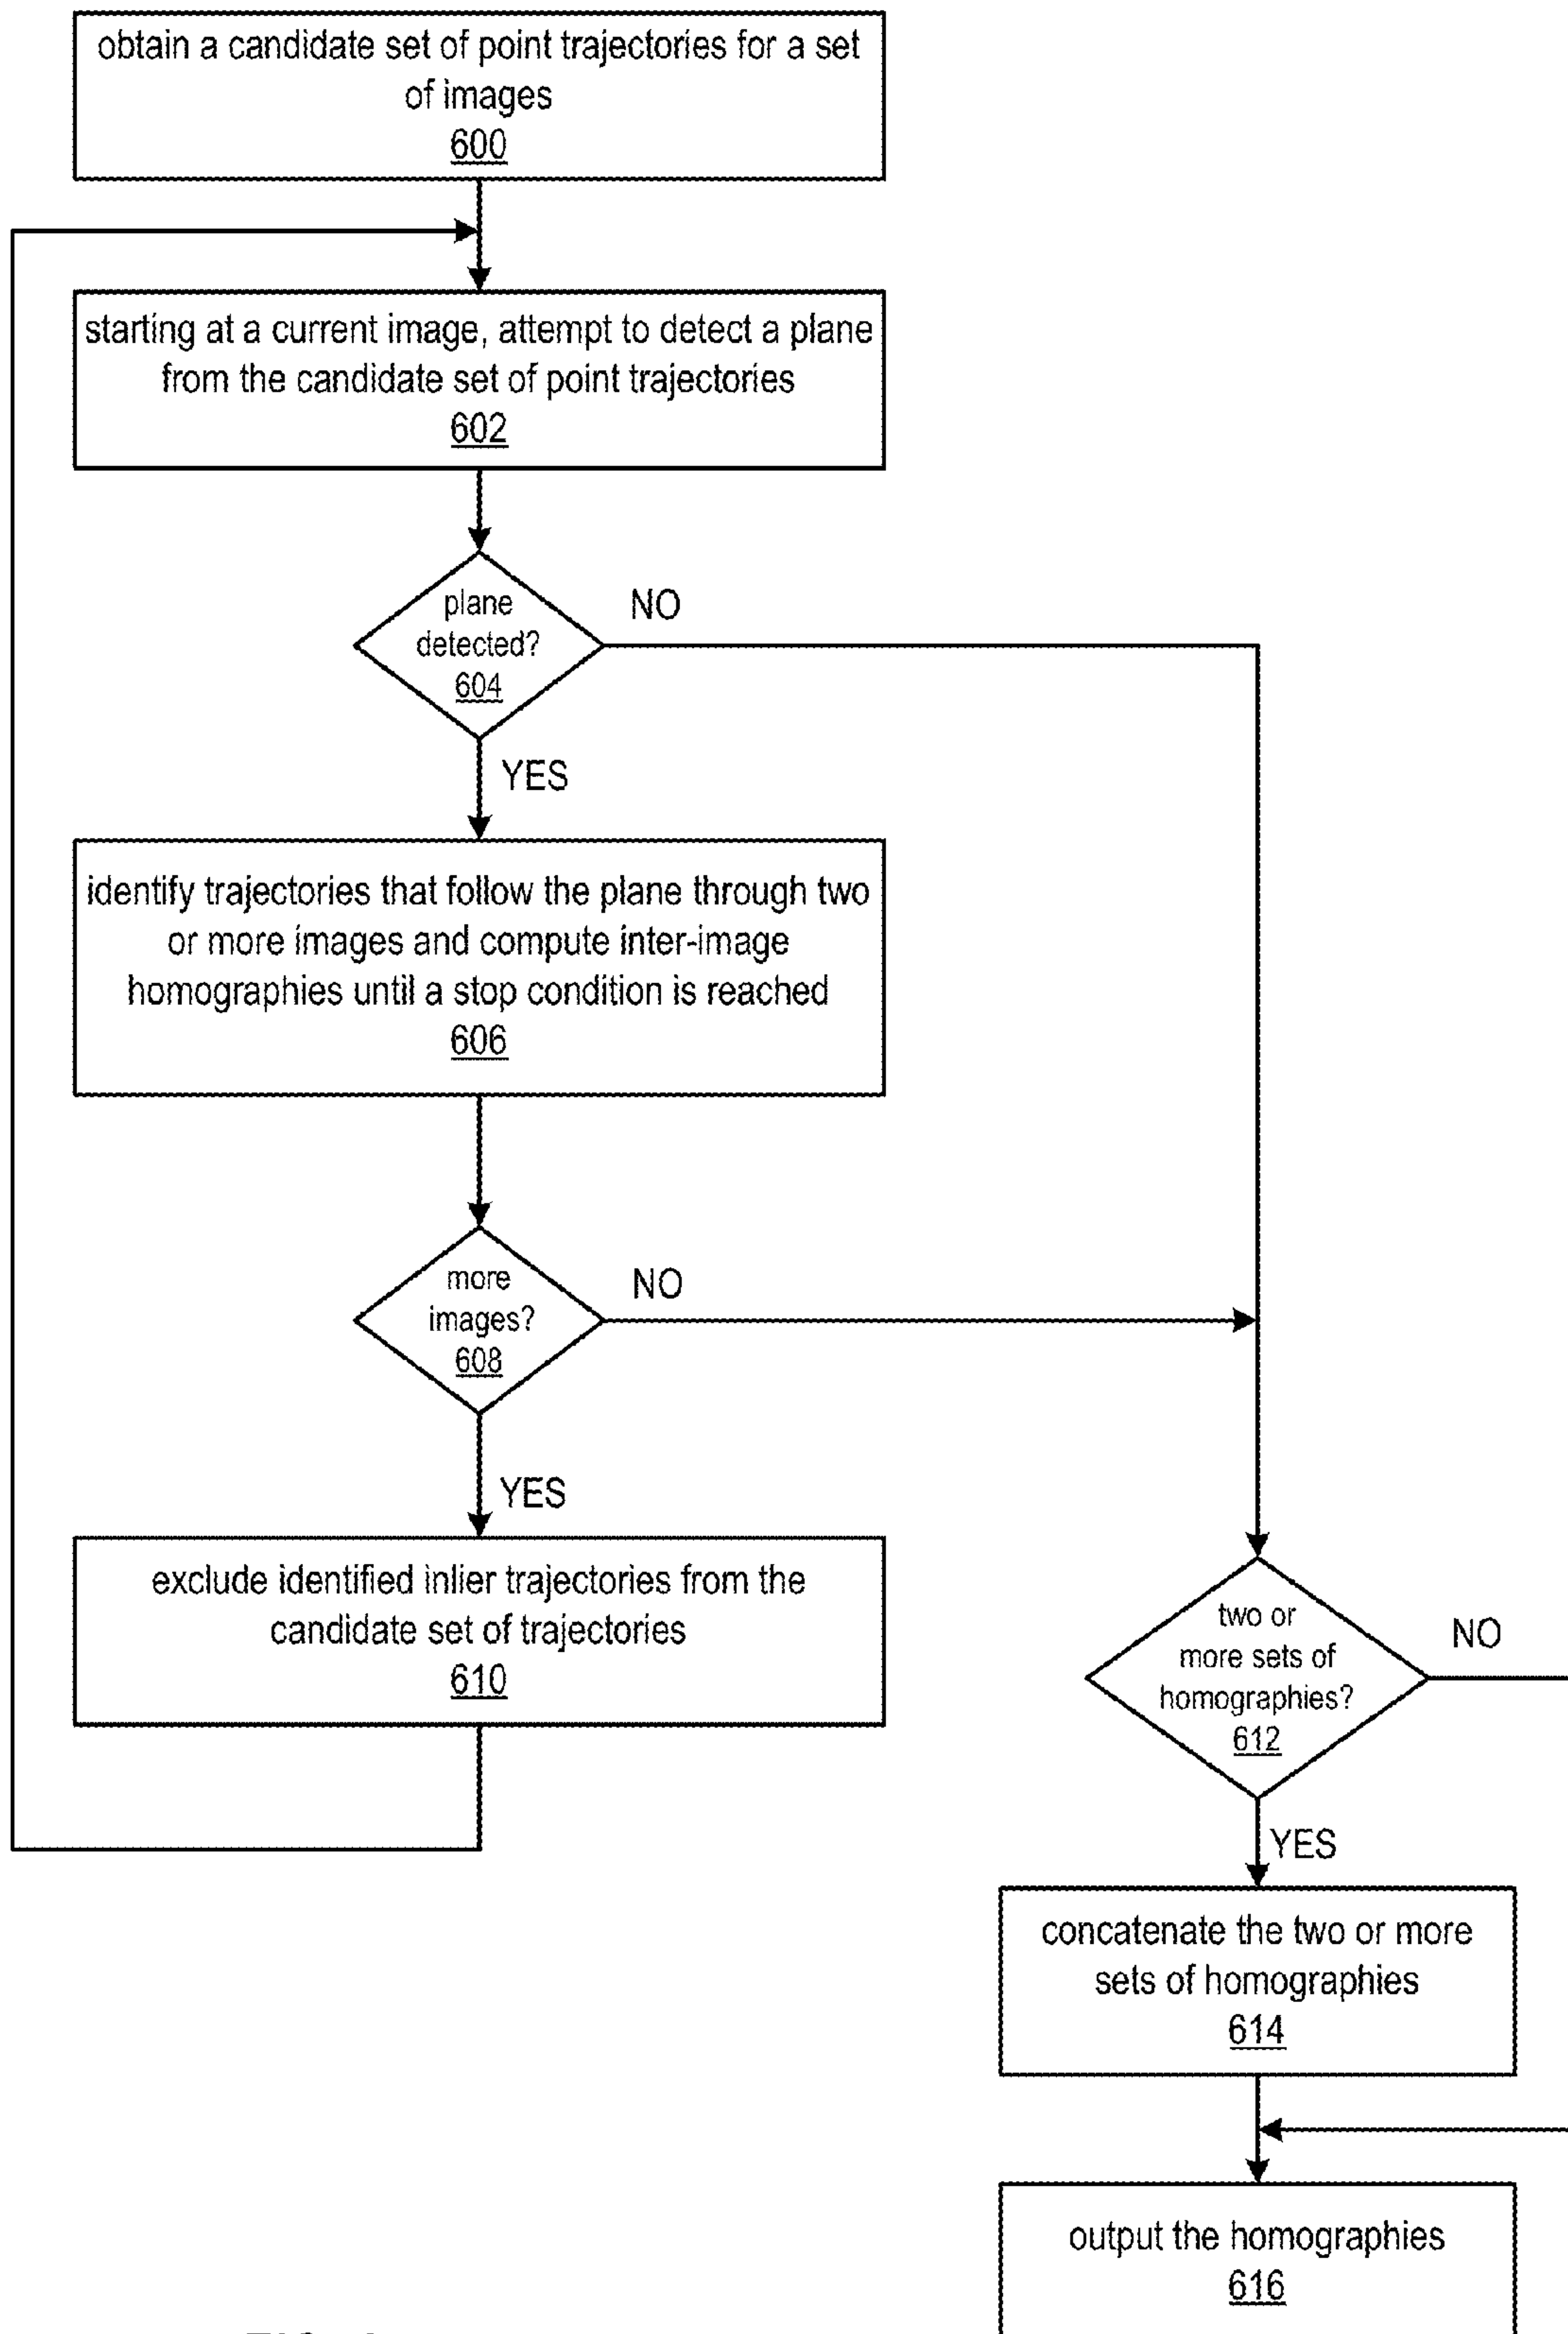 obtain a candidate set of point trajectories for a set
of images
600
starting at a current image, attempt to detect a plane
from the candidate set of point trajectories
602
plane
detected?
604
NO
YES
identify trajectories that follow the plane through two
or more images and compute inter-image
homographies until a stop condition is reached
606
more
images?
608
NO
YES
exclude identified inlier trajectories from the
candidate set of trajectories
610
two or
more sets of
homographies?
612
NO
YES
concatenate the two or more
sets of homographies
614
output the homographies
616